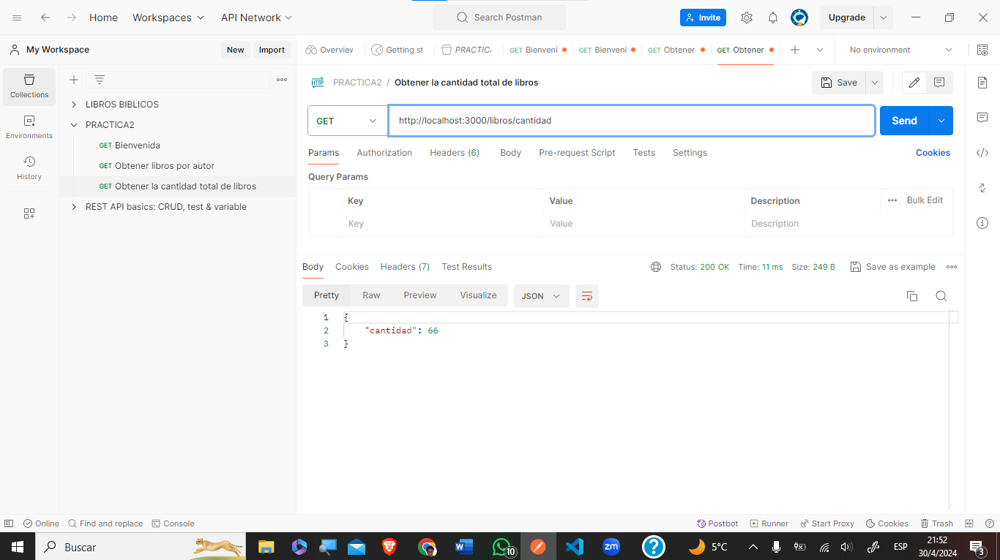 Home Workspaces API Network Search Postman Invite Upgrade
My Workspace New Import Overview Getting st PRACTICA GET Bienveni GET Bienveni GET Obtener GET Obtener No environment
Collections
Environments
History
LIBROS BIBLICOS
PRACTICA2
GET Bienvenida
GET Obtener libros por autor
GET Obtener la cantidad total de libros
REST API basics: CRUD, test & variable
HTTP PRACTICA2 / Obtener la cantidad total de libros Save
GET http://localhost:3000/libros/cantidad Send
Params Authorization Headers (6) Body Pre-request Script Tests Settings Cookies
Query Params
Key Value Description Bulk Edit
Key Value Description
Body Cookies Headers (7) Test Results Status: 200 OK Time: 11 ms Size: 249 B Save as example
Pretty Raw Preview Visualize JSON
1 {
2 "cantidad": 66
3 }
Online Find and replace Console Postbot Runner Start Proxy Cookies Trash
Buscar W 10 zm ? 5°C ESP 21:52
30/4/2024 3